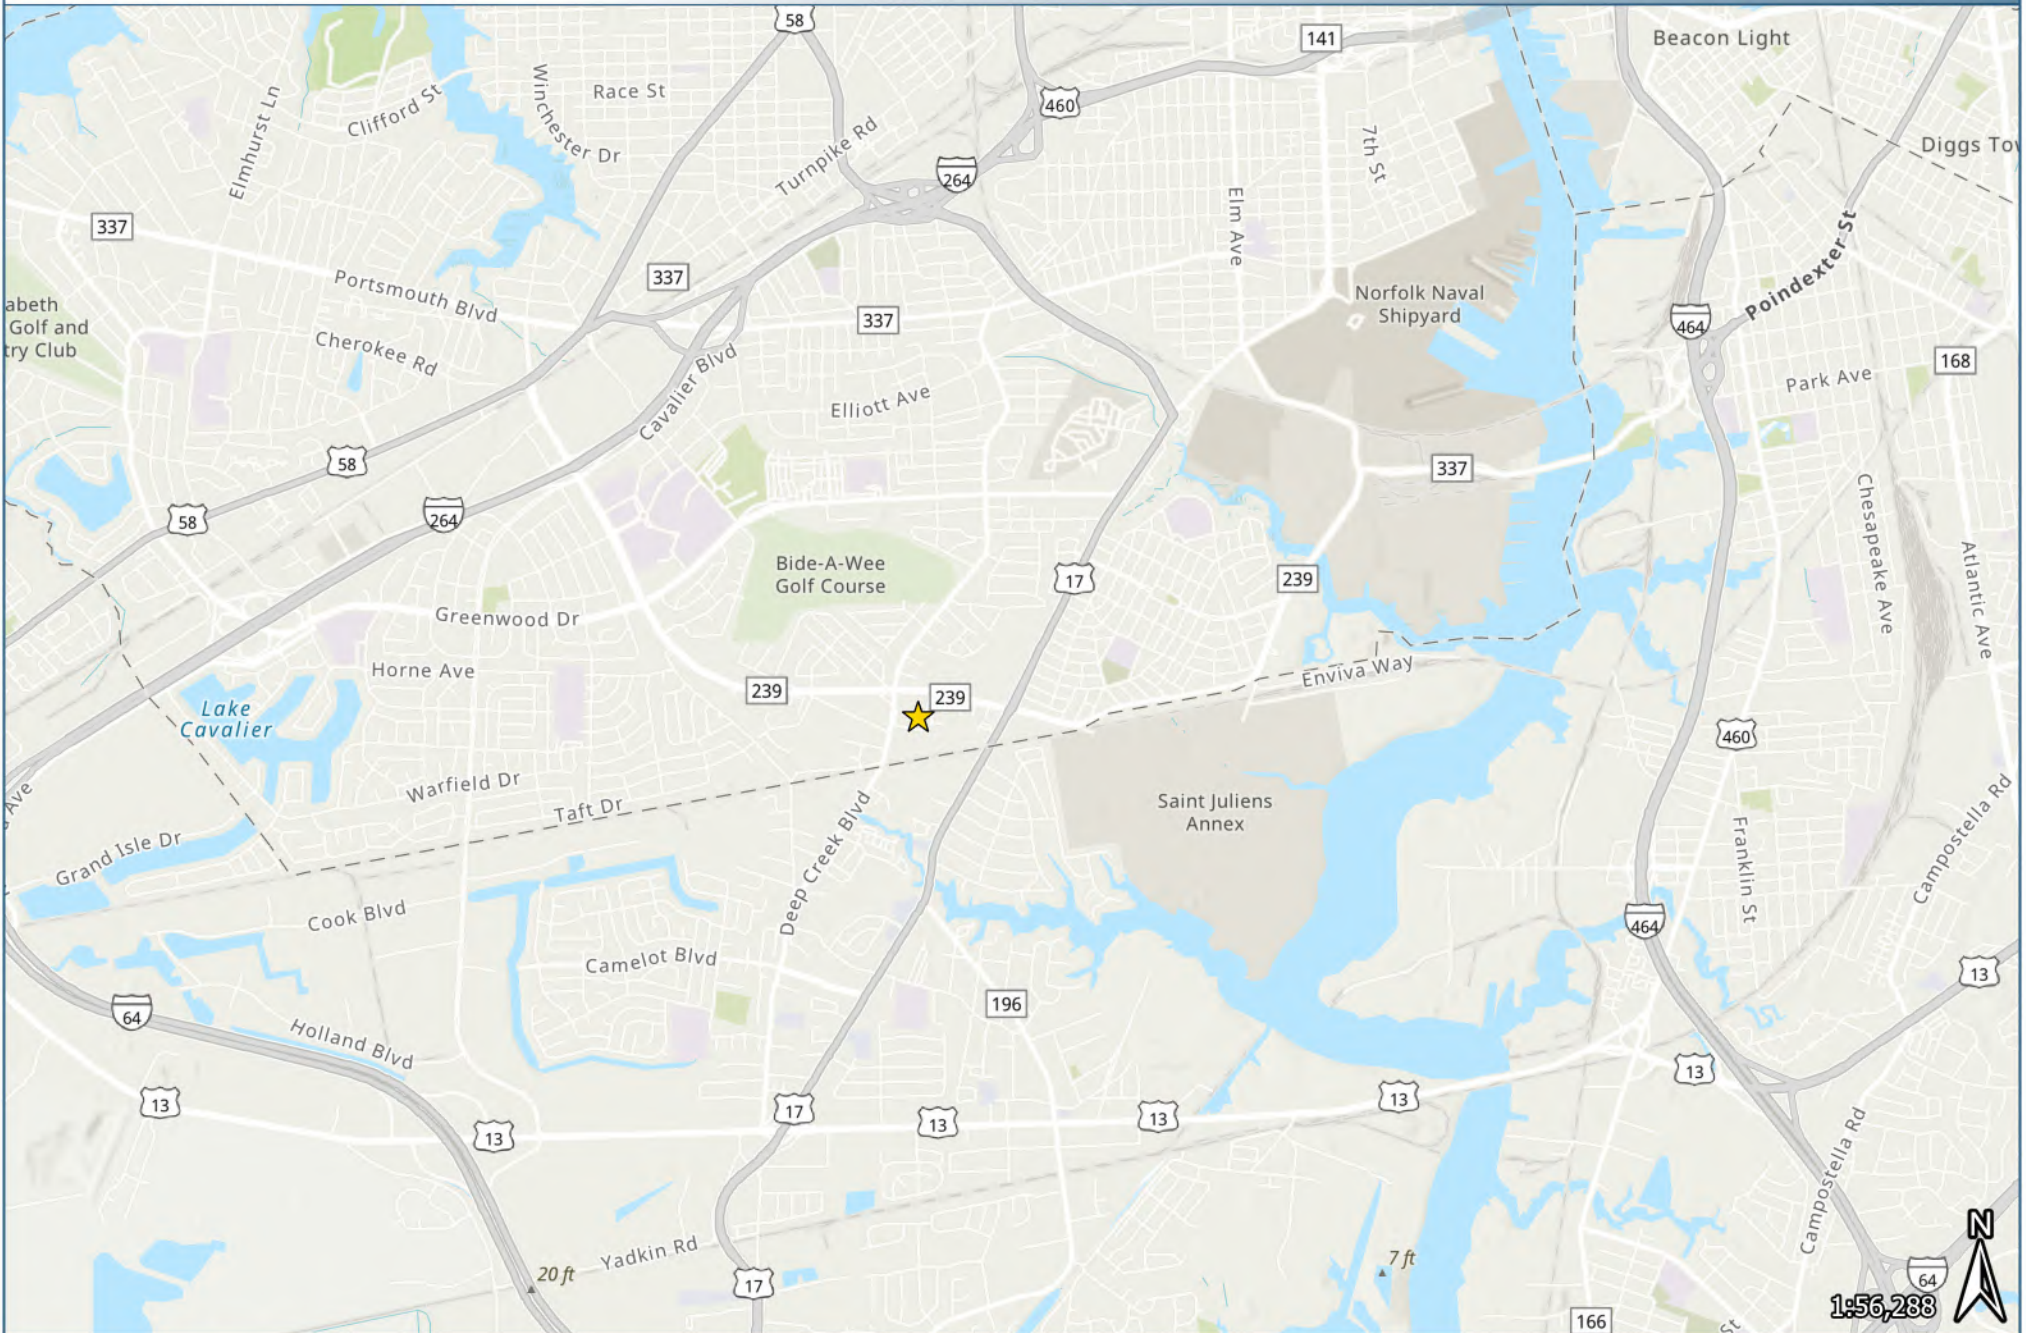 58
141
Beacon Light
Race St
Winchester Dr
Clifford St
460
Elmhurst Ln
Turnpike Rd
7th St
Diggs Tow
264
Elm Ave
337
Poindexter St
337
Portsmouth Blvd
Norfolk Naval
Shipyard
abeth
Golf and
try Club
337
464
Cherokee Rd
168
Cavalier Blvd
Park Ave
Elliott Ave
58
337
264
58
Chesapeake Ave
Bide-A-Wee
Golf Course
17
239
Atlantic Ave
Greenwood Dr
Horne Ave
Enviva Way
239
239
Lake
Cavalier
460
Warfield Dr
Taft Dr
Ave
Saint Juliens
Annex
Deep Creek Blvd
Grand Isle Dr
Franklin St
Campostella Rd
Cook Blvd
464
Camelot Blvd
13
196
64
Holland Blvd
13
13
13
17
13
13
13
Campostella Rd
Yadkin Rd
20 ft
17
7 ft
N
64
1:56,288
166
St